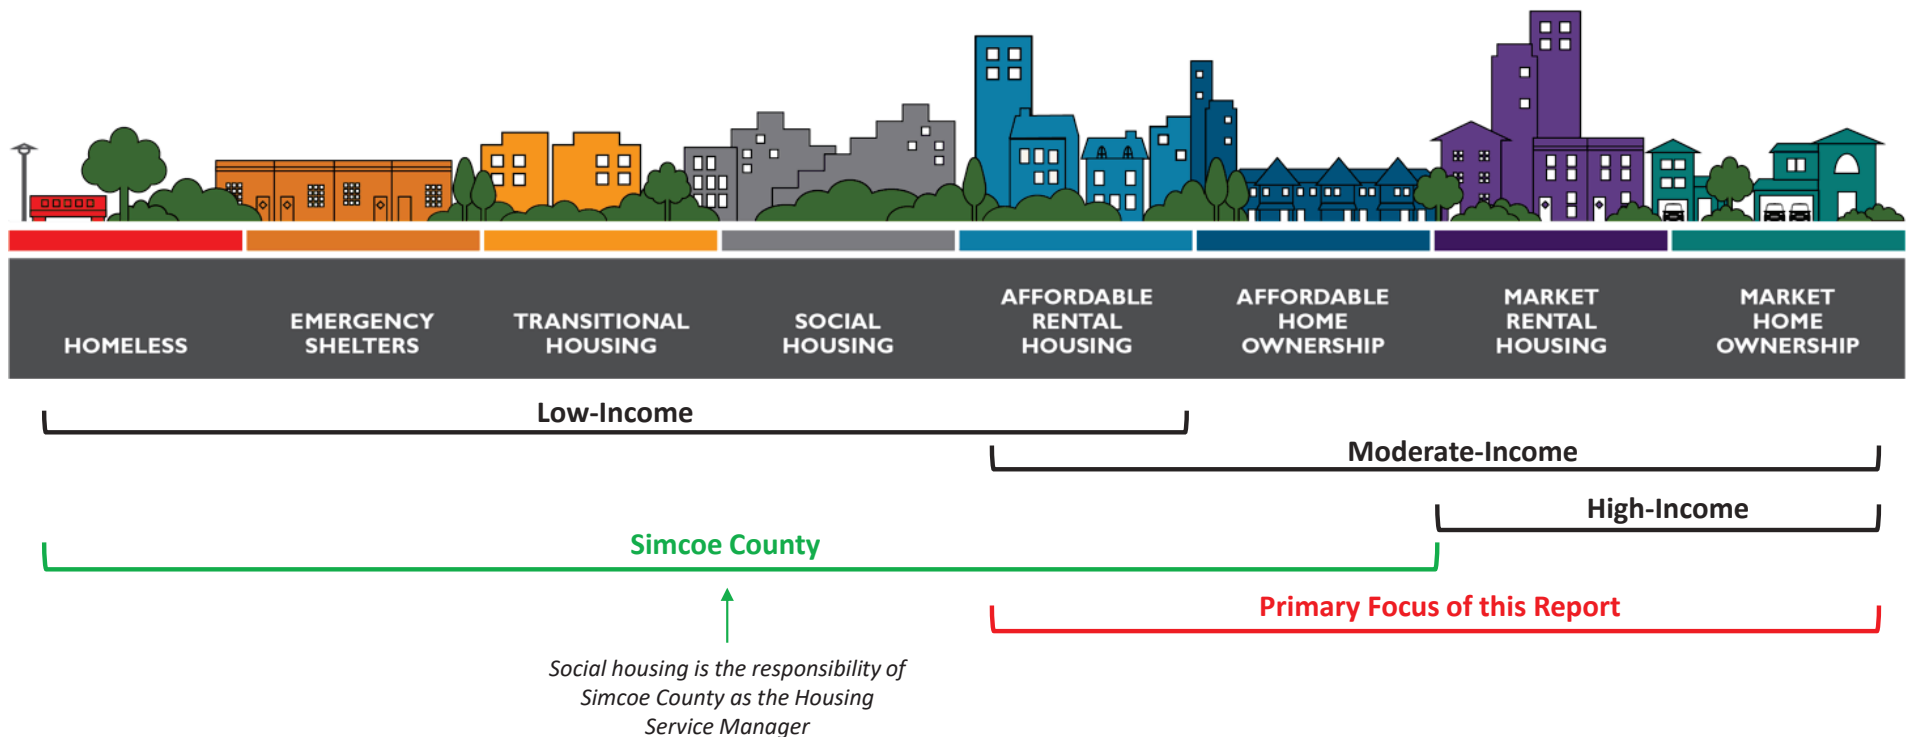 HOMELESS
EMERGENCY
SHELTERS
TRANSITIONAL
HOUSING
SOCIAL
HOUSING
AFFORDABLE
RENTAL
HOUSING
AFFORDABLE
HOME
OWNERSHIP
MARKET
RENTAL
HOUSING
MARKET
HOME
OWNERSHIP
Low-Income
Moderate-Income
High-Income
Simcoe County
Primary Focus of this Report
Social housing is the responsibility of
Simcoe County as the Housing
Service Manager